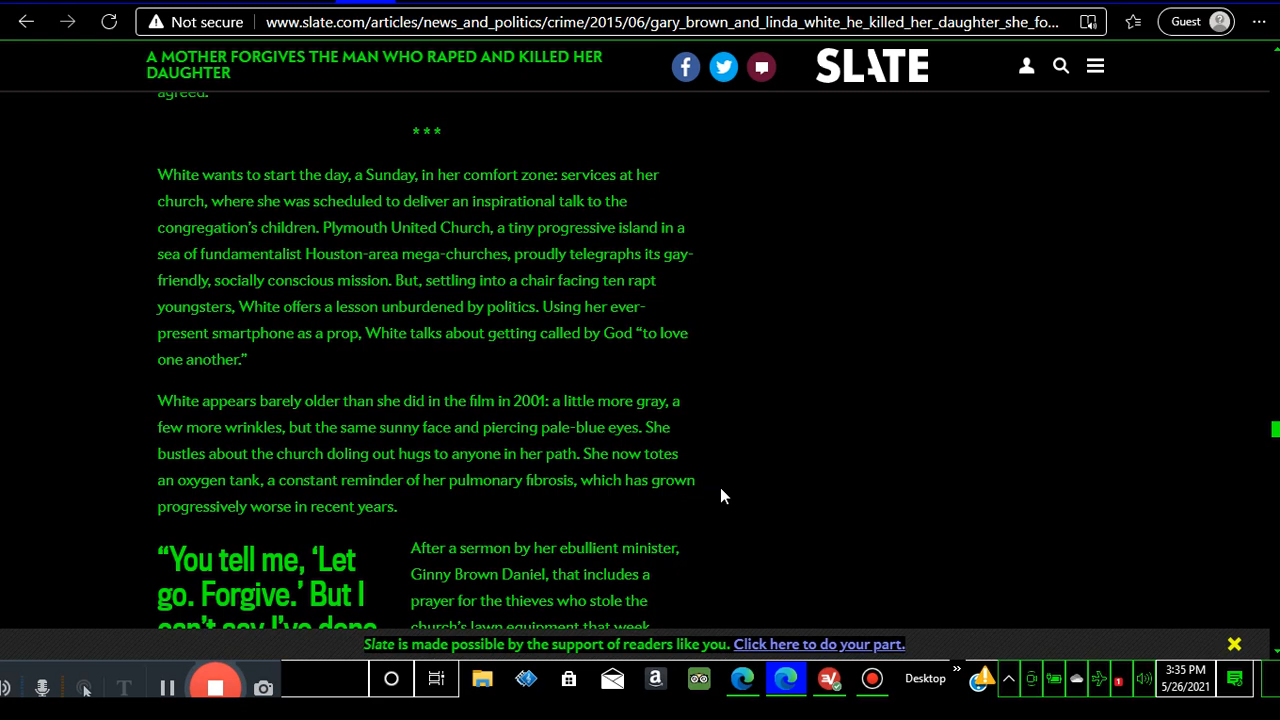 Not secure
www.slate.com/articles/news_and_politics/crime/2015/06/gary_brown_and_linda_white_he_killed_her_daughter_she_fo...
Guest
A MOTHER FORGIVES THE MAN WHO RAPED AND KILLED HER
DAUGHTER
SLATE
agreed.
* * *
White wants to start the day, a Sunday, in her comfort zone: services at her
church, where she was scheduled to deliver an inspirational talk to the
congregation’s children. Plymouth United Church, a tiny progressive island in a
sea of fundamentalist Houston-area mega-churches, proudly telegraphs its gay-
friendly, socially conscious mission. But, settling into a chair facing ten rapt
youngsters, White offers a lesson unburdened by politics. Using her ever-
present smartphone as a prop, White talks about getting called by God “to love
one another.”
White appears barely older than she did in the film in 2001: a little more gray, a
few more wrinkles, but the same sunny face and piercing pale-blue eyes. She
bustles about the church doling out hugs to anyone in her path. She now totes
an oxygen tank, a constant reminder of her pulmonary fibrosis, which has grown
progressively worse in recent years.
“You tell me, ‘Let
go. Forgive.’ But I
can’t say I’ve done
After a sermon by her ebullient minister,
Ginny Brown Daniel, that includes a
prayer for the thieves who stole the
church’s lawn equipment that week,
Slate is made possible by the support of readers like you. Click here to do your part.
Desktop
3:35 PM
5/26/2021